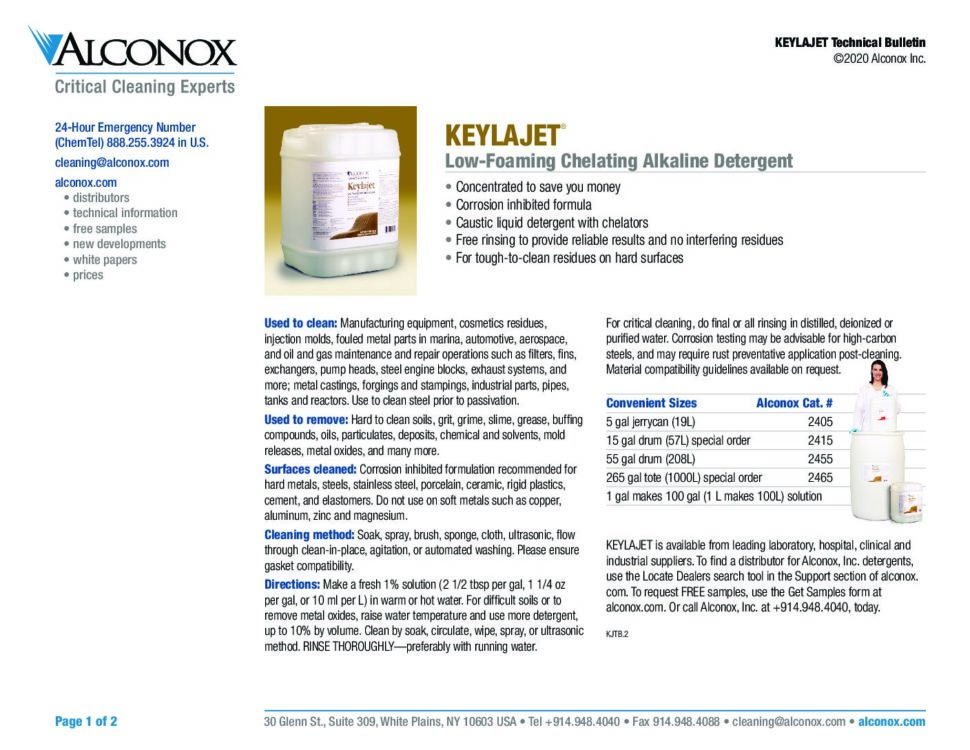 ALCONOX
Critical Cleaning Experts
KEYLAJET Technical Bulletin
©2020 Alconox Inc.
24-Hour Emergency Number
(ChemTel) 888.255.3924 in U.S.
cleaning@alconox.com
alconox.com
• distributors
• technical information
• free samples
• new developments
• white papers
• prices
ALCONOX
Keylajet
KEYLAJET®
Low-Foaming Chelating Alkaline Detergent
• Concentrated to save you money
• Corrosion inhibited formula
• Caustic liquid detergent with chelators
• Free rinsing to provide reliable results and no interfering residues
• For tough-to-clean residues on hard surfaces
Used to clean: Manufacturing equipment, cosmetics residues,
injection molds, fouled metal parts in marina, automotive, aerospace,
and oil and gas maintenance and repair operations such as filters, fins,
exchangers, pump heads, steel engine blocks, exhaust systems, and
more; metal castings, forgings and stampings, industrial parts, pipes,
tanks and reactors. Use to clean steel prior to passivation.
Used to remove: Hard to clean soils, grit, grime, slime, grease, buffing
compounds, oils, particulates, deposits, chemical and solvents, mold
releases, metal oxides, and many more.
Surfaces cleaned: Corrosion inhibited formulation recommended for
hard metals, steels, stainless steel, porcelain, ceramic, rigid plastics,
cement, and elastomers. Do not use on soft metals such as copper,
aluminum, zinc and magnesium.
Cleaning method: Soak, spray, brush, sponge, cloth, ultrasonic, flow
through clean-in-place, agitation, or automated washing. Please ensure
gasket compatibility.
Directions: Make a fresh 1% solution (2 1/2 tbsp per gal, 1 1/4 oz
per gal, or 10 ml per L) in warm or hot water. For difficult soils or to
remove metal oxides, raise water temperature and use more detergent,
up to 10% by volume. Clean by soak, circulate, wipe, spray, or ultrasonic
method. RINSE THOROUGHLY—preferably with running water.
For critical cleaning, do final or all rinsing in distilled, deionized or
purified water. Corrosion testing may be advisable for high-carbon
steels, and may require rust preventative application post-cleaning.
Material compatibility guidelines available on request.
Convenient Sizes Alconox Cat. #
5 gal jerrycan (19L) 2405
15 gal drum (57L) special order 2415
55 gal drum (208L) 2455
265 gal tote (1000L) special order 2465
1 gal makes 100 gal (1 L makes 100L) solution
KEYLAJET is available from leading laboratory, hospital, clinical and
industrial suppliers. To find a distributor for Alconox, Inc. detergents,
use the Locate Dealers search tool in the Support section of alconox.
com. To request FREE samples, use the Get Samples form at
alconox.com. Or call Alconox, Inc. at +914.948.4040, today.
KJTB.2
Page 1 of 2
30 Glenn St., Suite 309, White Plains, NY 10603 USA • Tel +914.948.4040 • Fax 914.948.4088 • cleaning@alconox.com • alconox.com